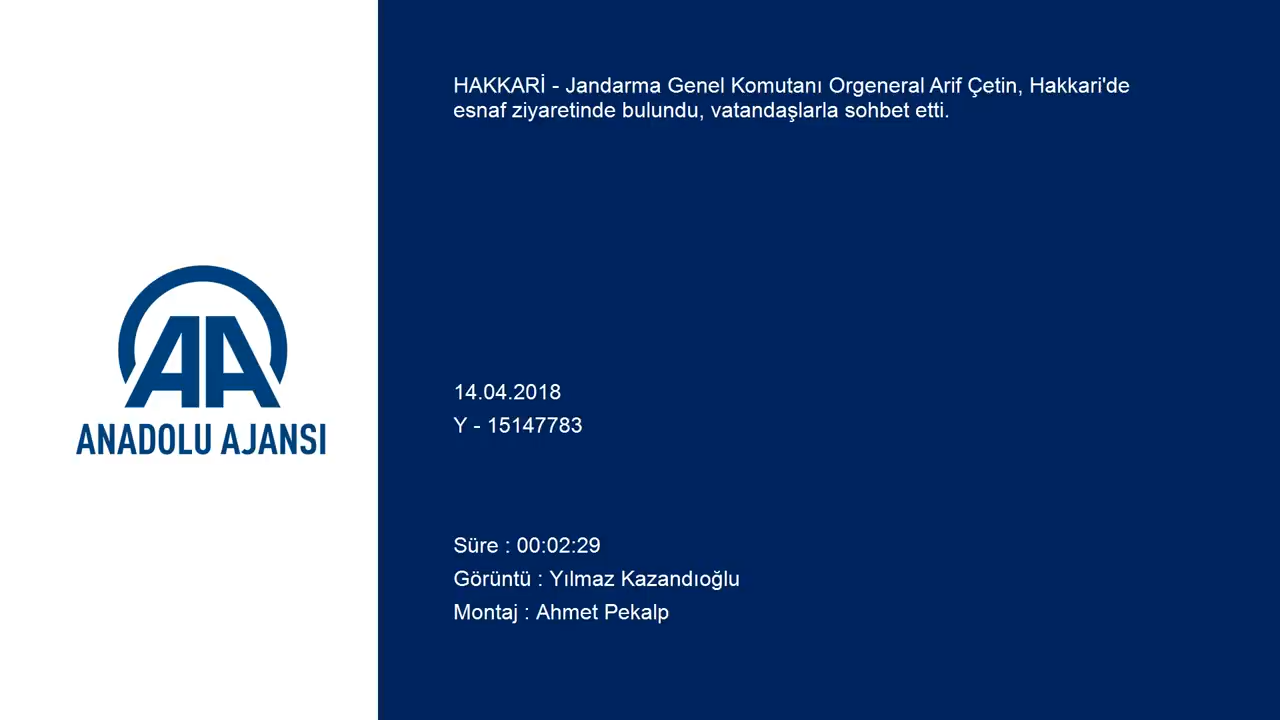 HAKKARİ - Jandarma Genel Komutanı Orgeneral Arif Çetin, Hakkari'de
esnaf ziyaretinde bulundu, vatandaşlarla sohbet etti.
AA
ANADOLU AJANSI
14.04.2018
Y - 15147783
Süre : 00:02:29
Görüntü : Yılmaz Kazandıoğlu
Montaj : Ahmet Pekalp